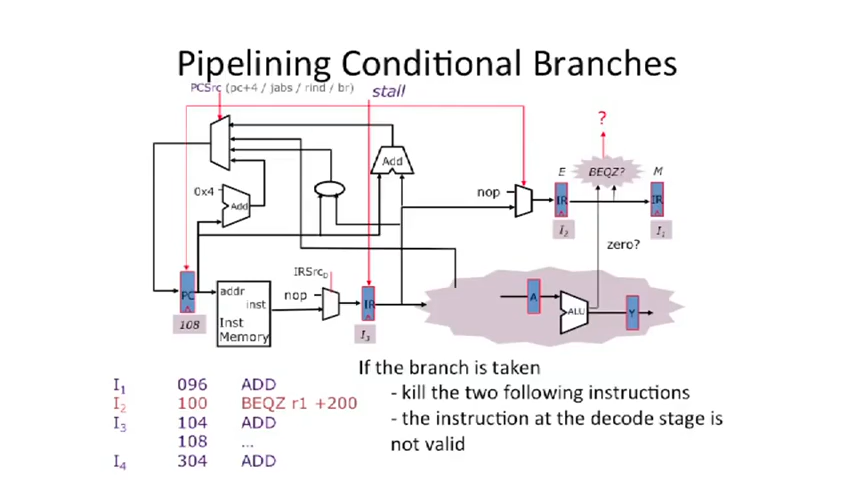 Pipelining Conditional Branches
PCSrc (pc+4 / jabs / rind / br)
stall
?
Add
E
BEQZ?
M
nop
IR
IR
0x4
Add
I₂
I₁
zero?
IRSrcD
PC
addr
inst
nop
IR
A
ALU
Y
108
Inst
Memory
I₃
If the branch is taken
- kill the two following instructions
- the instruction at the decode stage is
not valid
I₁ 096 ADD
I₂ 100 BEQZ r1 +200
I₃ 104 ADD
108 ...
I₄ 304 ADD